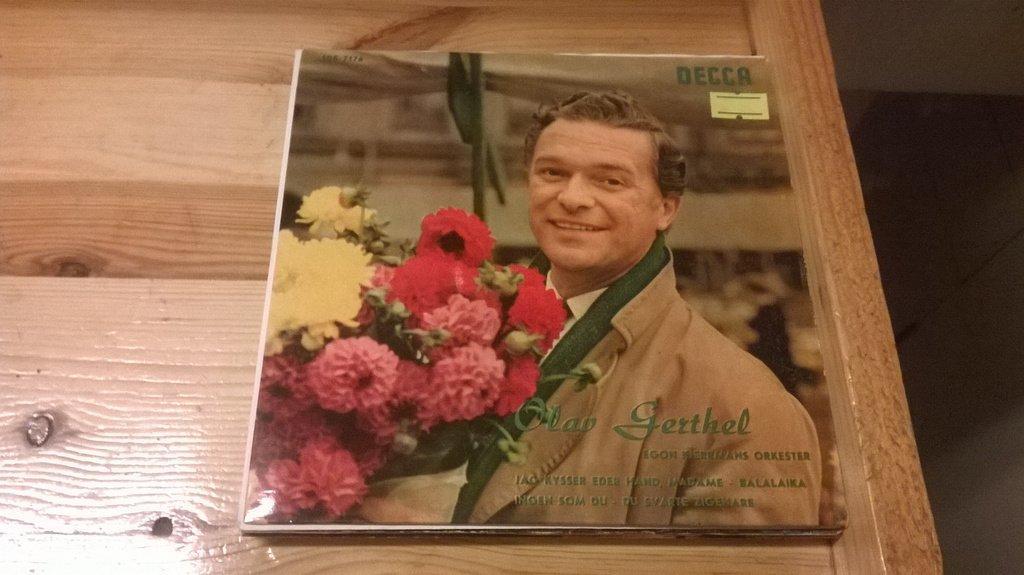 DECCA
Olav Gerthel
EGON KJERRMANS ORKESTER
JAG KYSSER EDER HAND, MADAME - BALALAIKA
INGEN SOM DU - DU SVARTE ZIGENARE